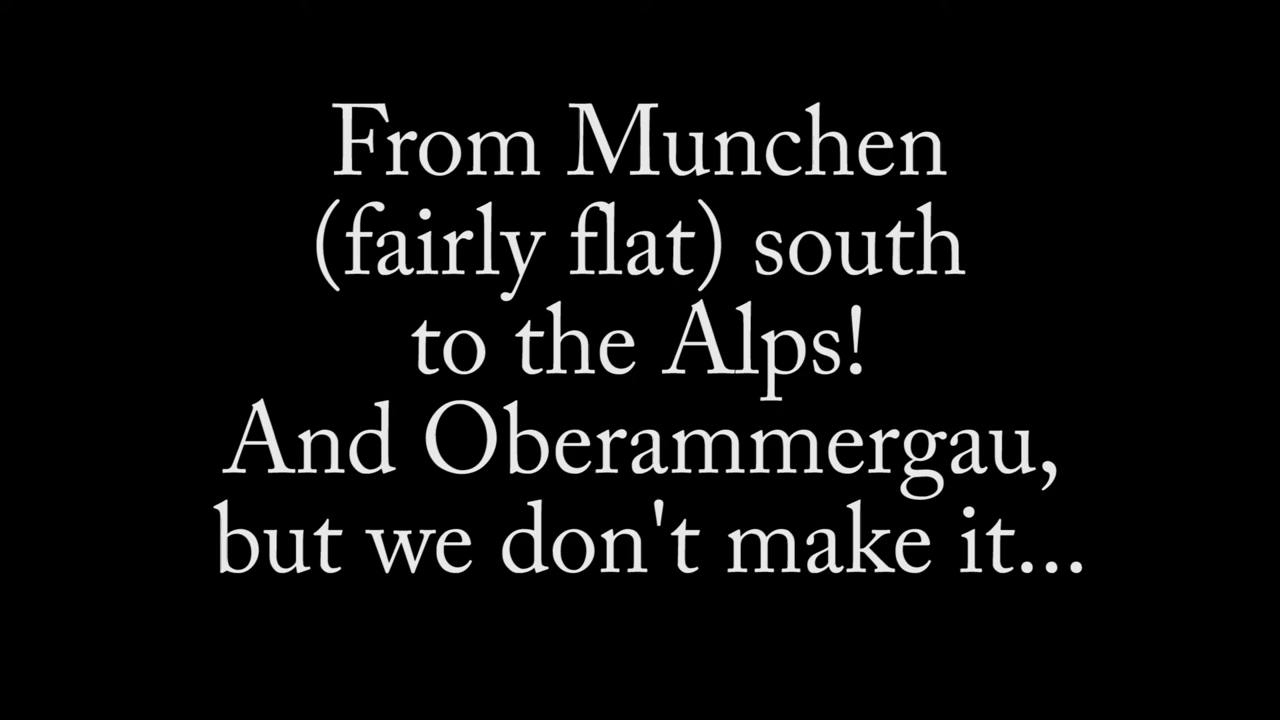 From Munchen
(fairly flat) south
to the Alps!
And Oberammergau,
but we don't make it...